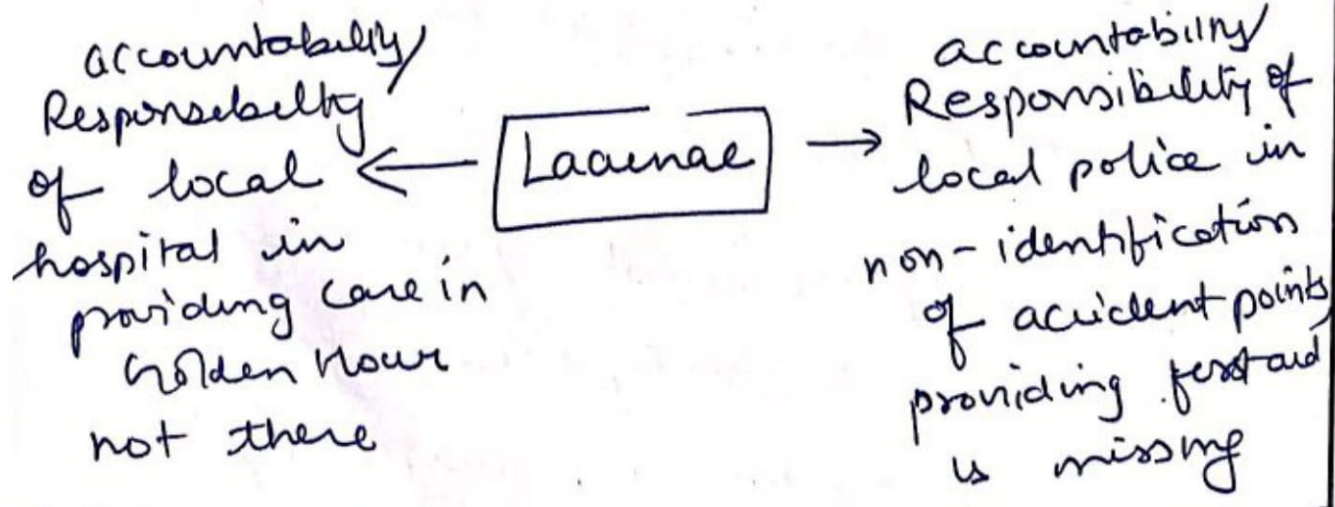 accountability/
Responsibility
of local
hospital in
providing care in
Golden Hour
not there
Lacunae
accountability/
Responsibility of
local police in
non-identification
of accident points,
providing first aid
is missing